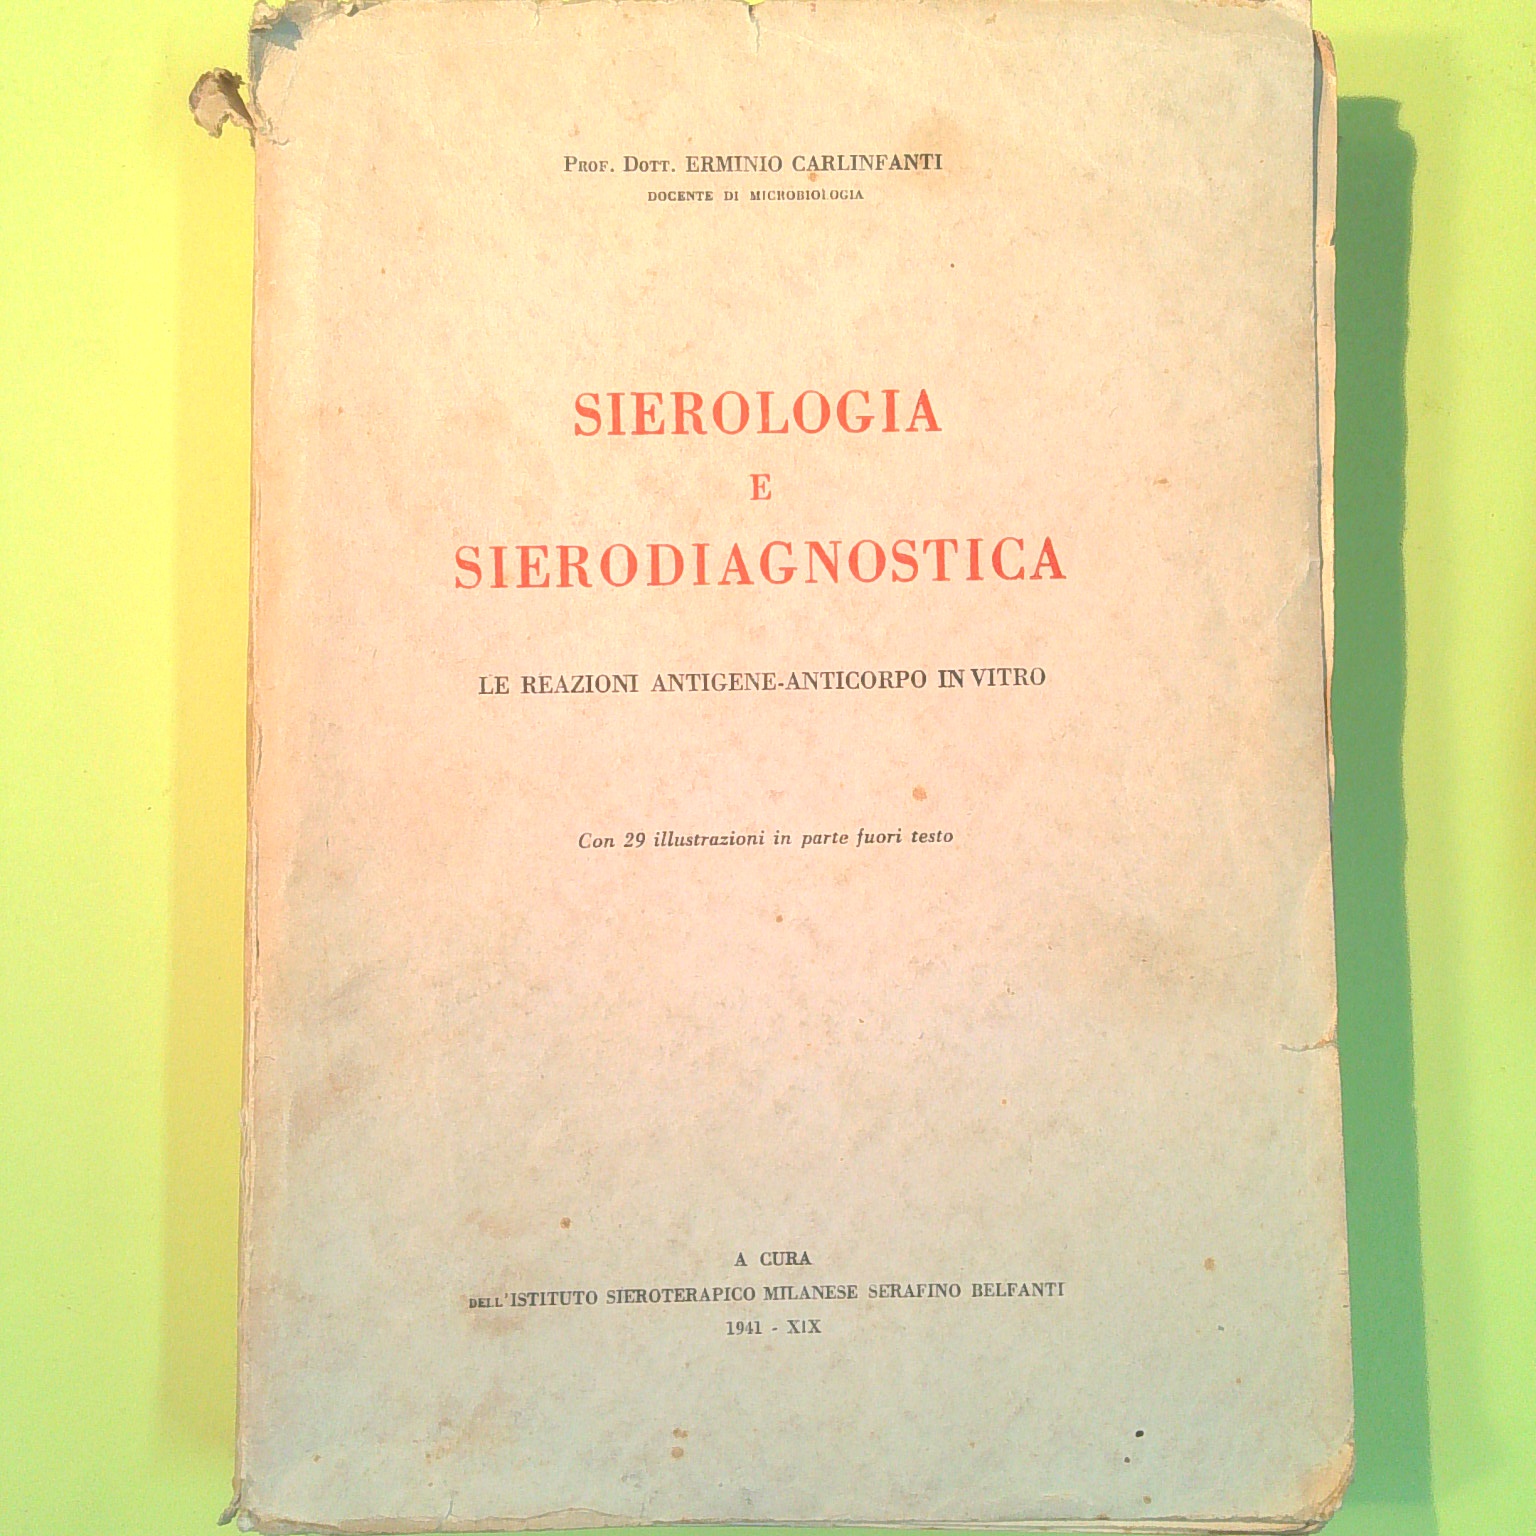 Prof. Dott. ERMINIO CARLINFANTI
DOCENTE DI MICROBIOLOGIA
SIEROLOGIA
E
SIERODIAGNOSTICA
LE REAZIONI ANTIGENE-ANTICORPO IN VITRO
Con 29 illustrazioni in parte fuori testo
A CURA
DELL'ISTITUTO SIEROTERAPICO MILANESE SERAFINO BELFANTI
1941 - XIX